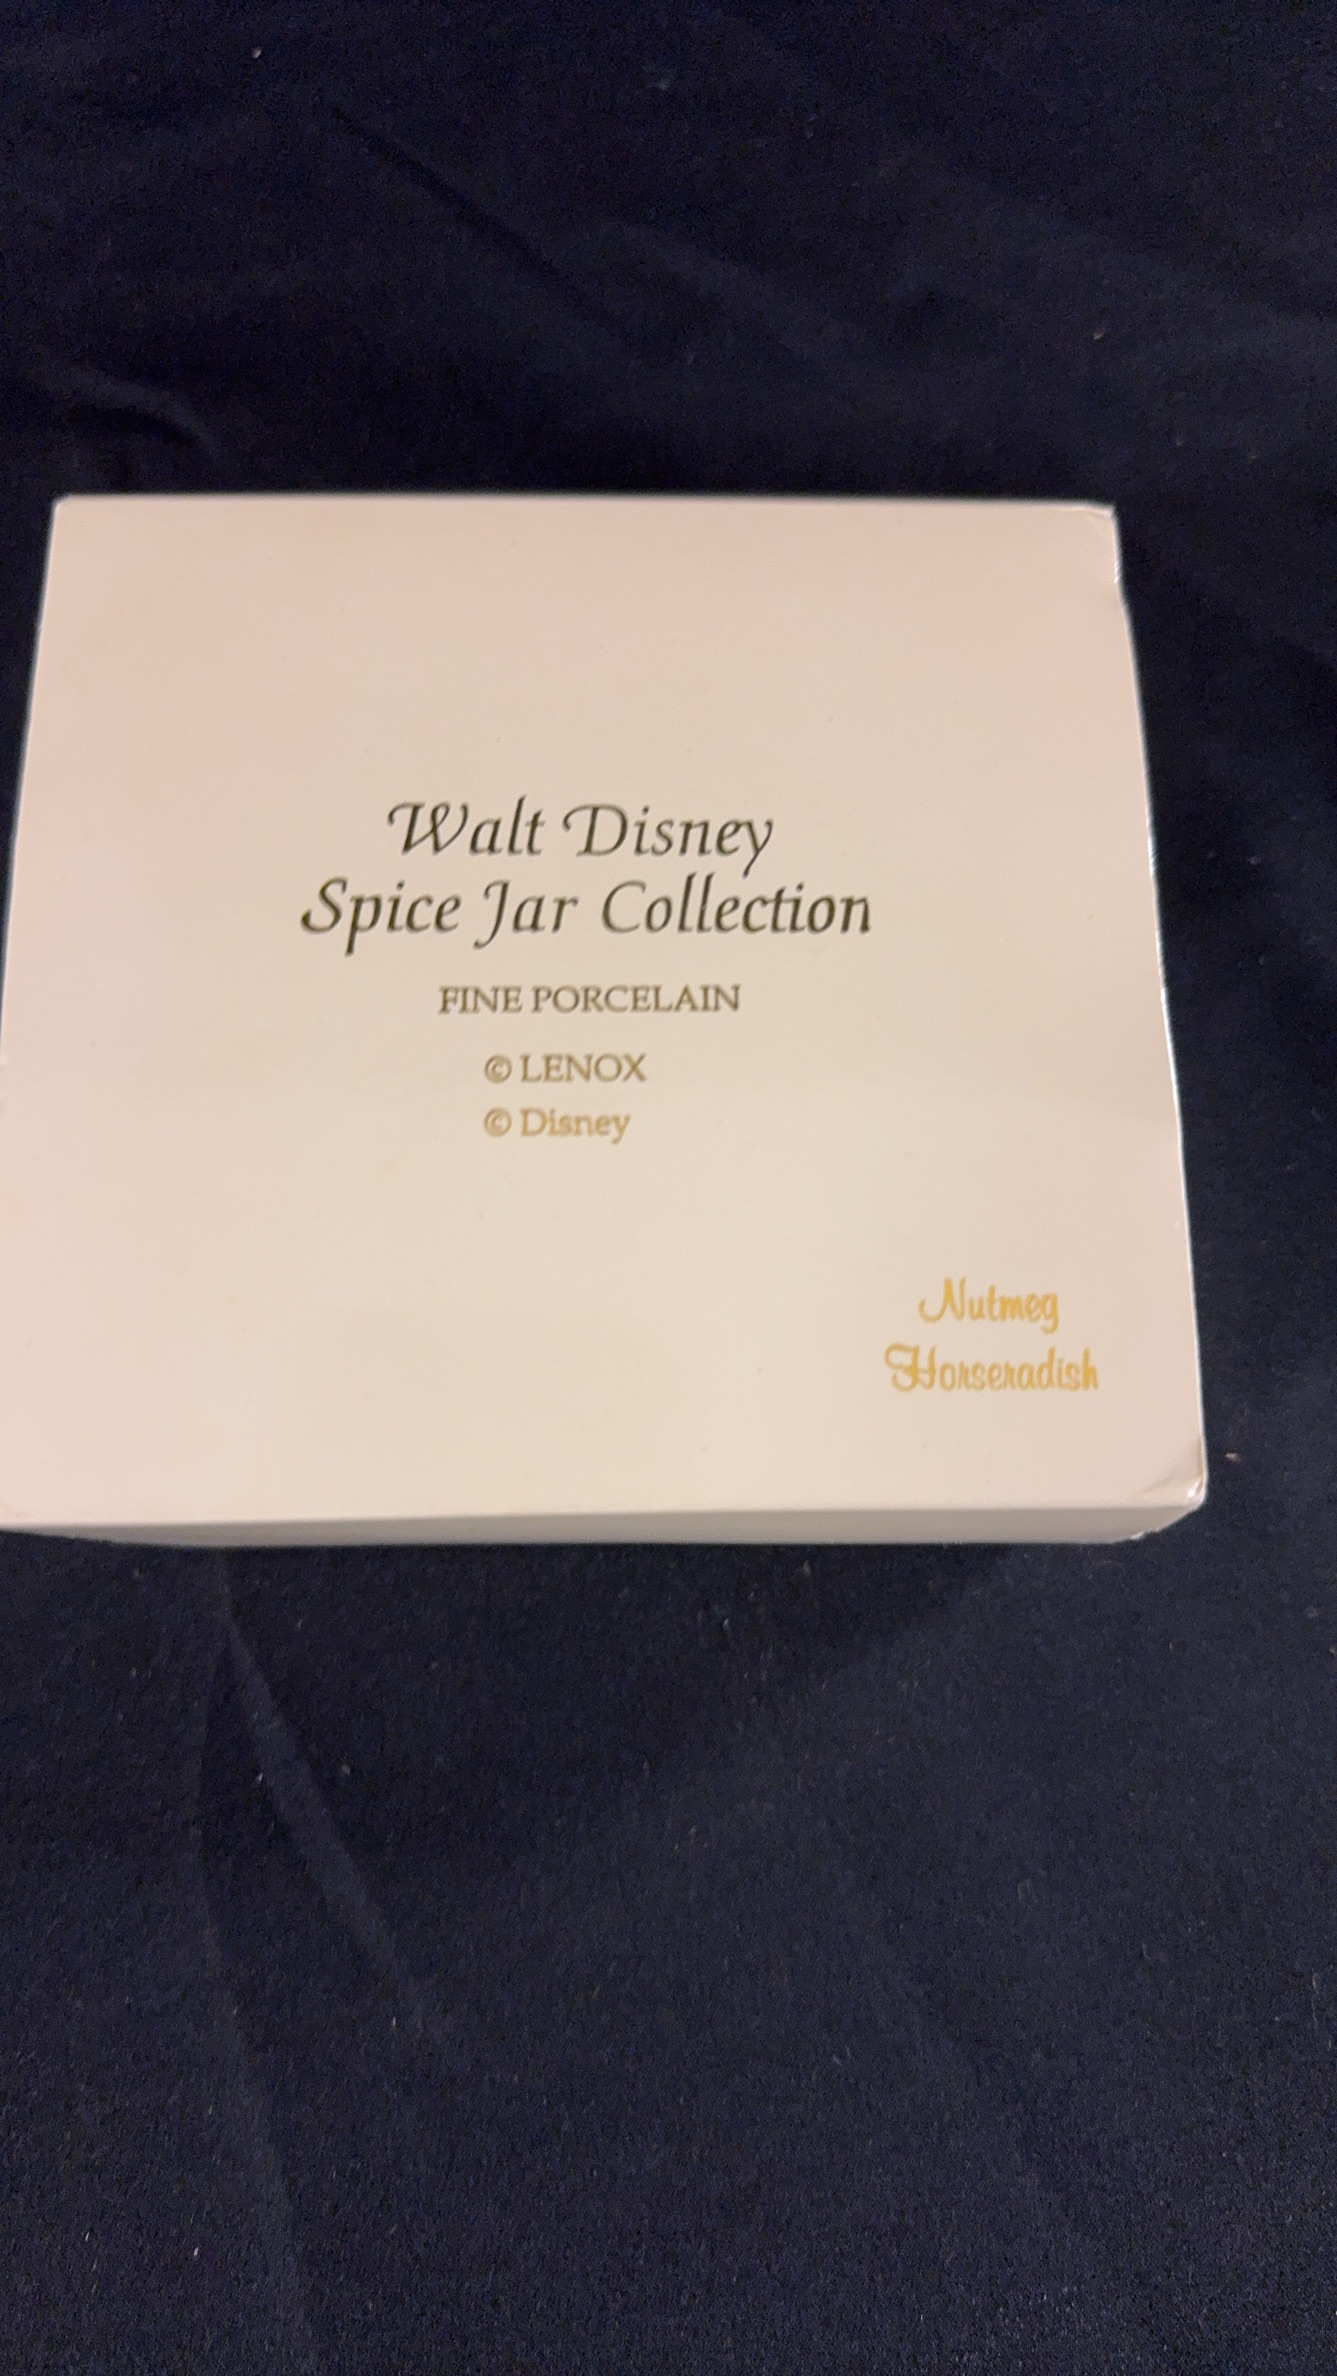 Walt Disney
Spice Jar Collection
FINE PORCELAIN
© LENOX
© Disney
Nutmeg
Horseradish